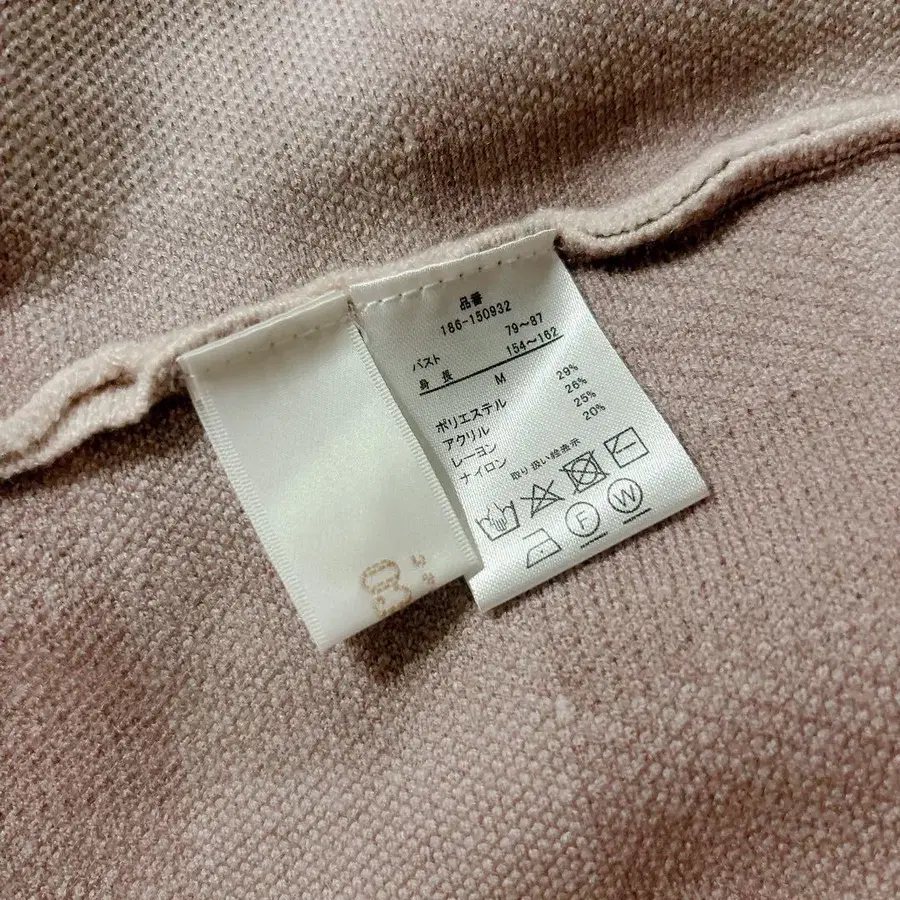 品番
186-150932
バスト 79～87
身長 154～162
M
ポリエステル 29%
アクリル 26%
レーヨン 25%
ナイロン 20%
取り扱い絵表示
F
W